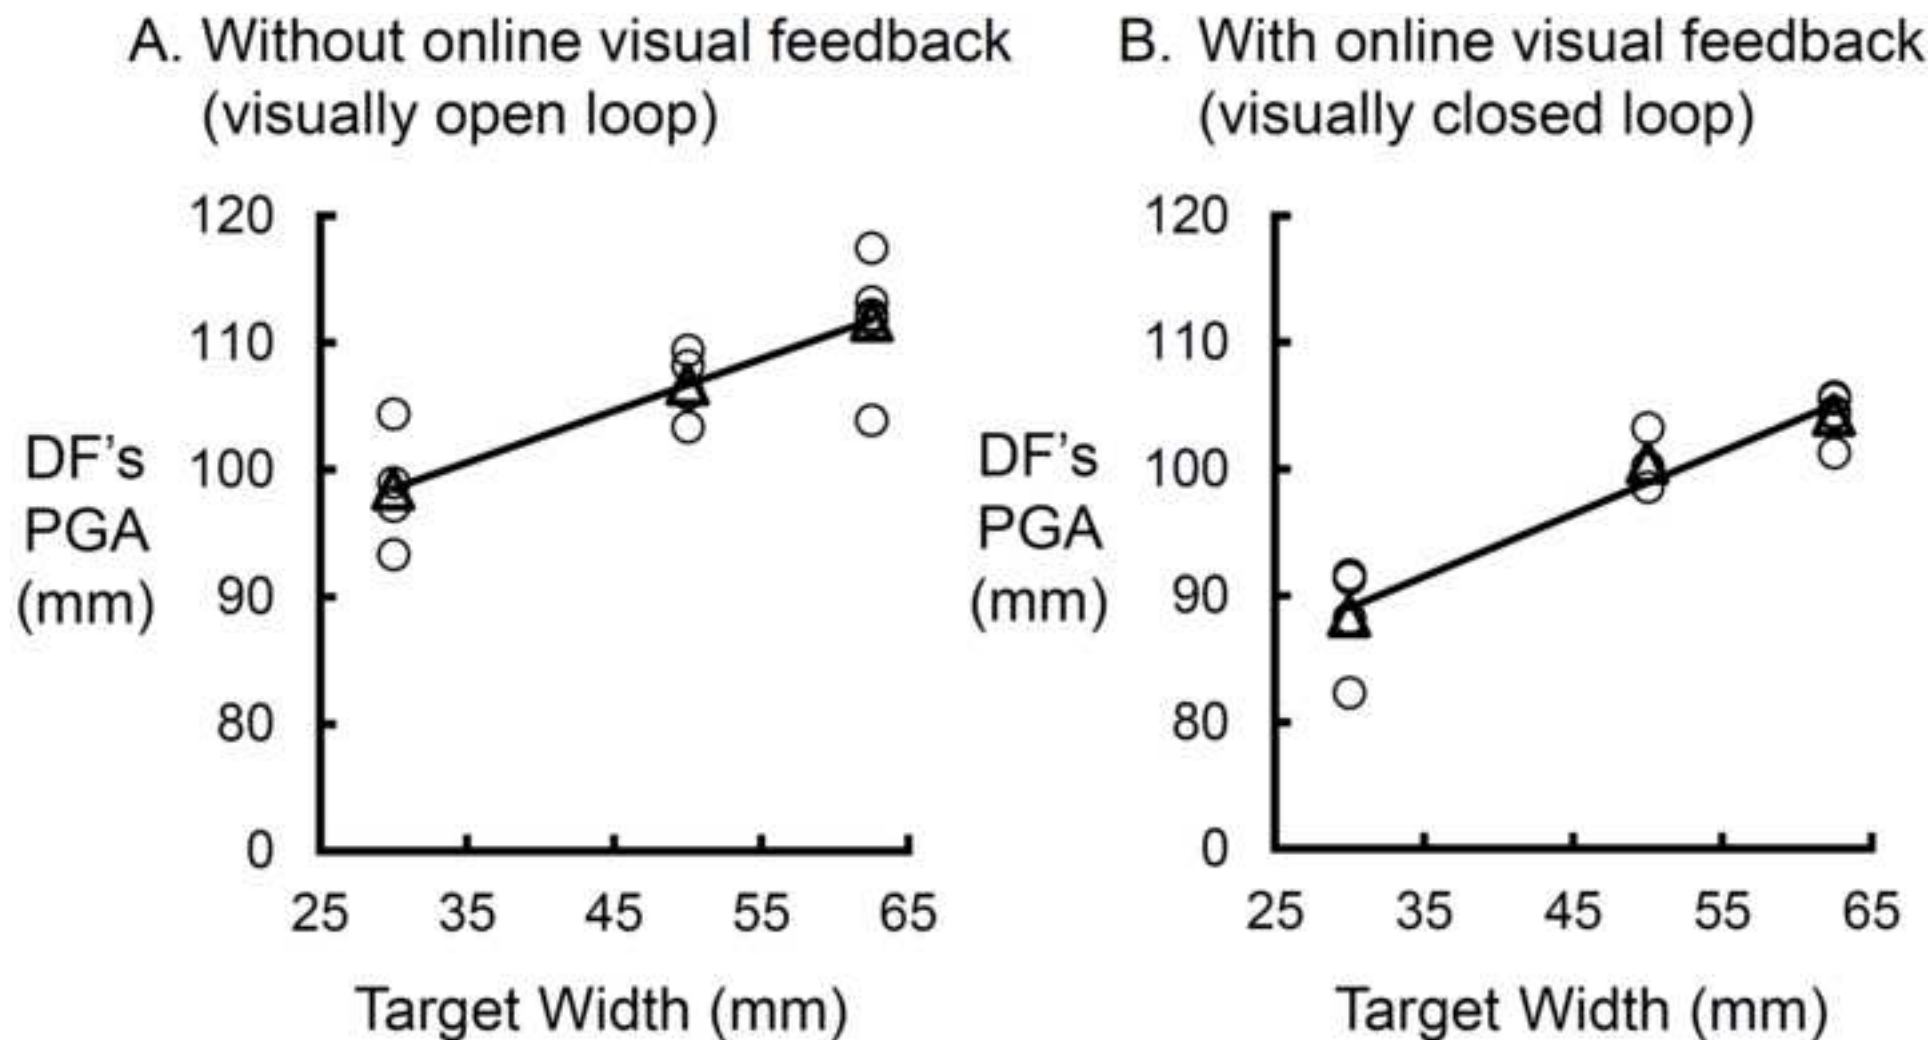 A. Without online visual feedback
(visually open loop)
120
110
100
90
80
0
DF's
PGA
(mm)
25 35 45 55 65
Target Width (mm)
B. With online visual feedback
(visually closed loop)
120
110
100
90
80
0
DF's
PGA
(mm)
25 35 45 55 65
Target Width (mm)